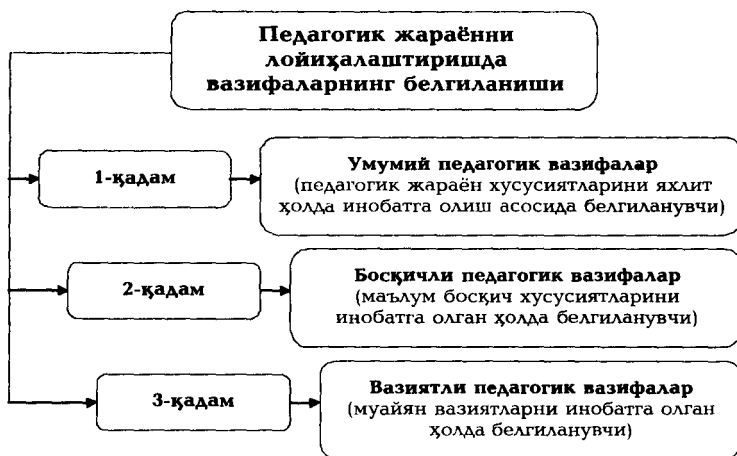 Педагогик жараённи
лойиҳалаштиришда
вазифаларнинг белгиланиши
1-қадам
Умумий педагогик вазифалар
(педагогик жараён хусусиятларини яхлит
ҳолда инобатга олиш асосида белгиланувчи)
2-қадам
Босқичли педагогик вазифалар
(маълум босқич хусусиятларини
инобатга олган ҳолда белгиланувчи)
3-қадам
Вазиятли педагогик вазифалар
(муайян вазиятларни инобатга олган
ҳолда белгиланувчи)